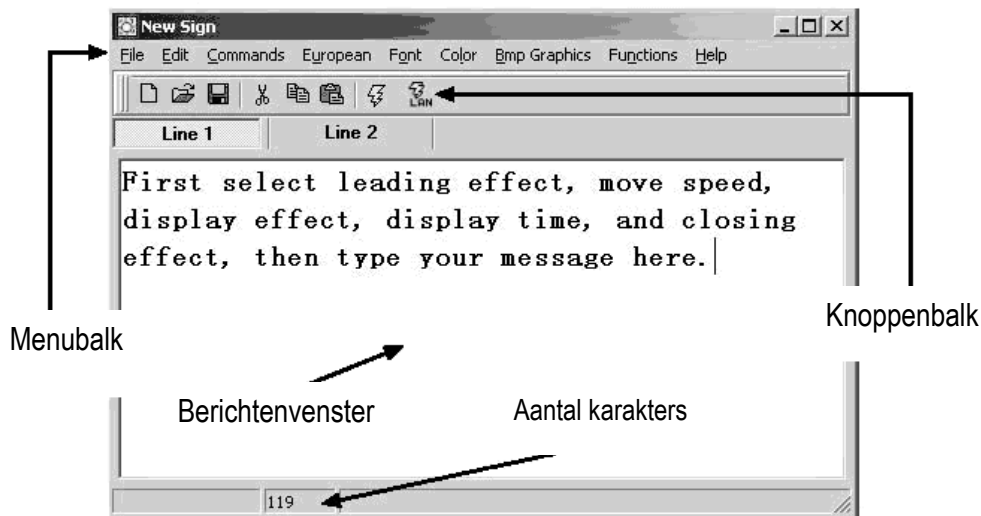 New Sign
File Edit Commands European Font Color Bmp Graphics Functions Help
LAN
Line 1 Line 2
First select leading effect, move speed,
display effect, display time, and closing
effect, then type your message here.
Knoppenbalk
Menubalk
Berichtenvenster Aantal karakters
119